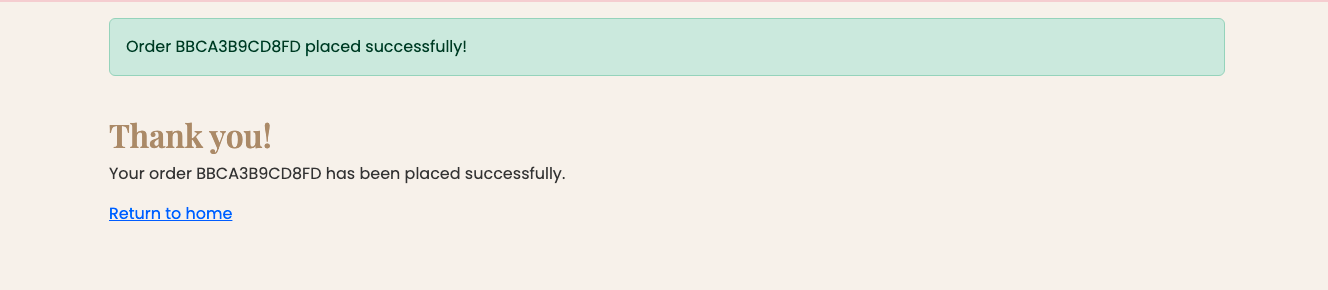 Order BBCA3B9CD8FD placed successfully!
Thank you!
Your order BBCA3B9CD8FD has been placed successfully.
Return to home